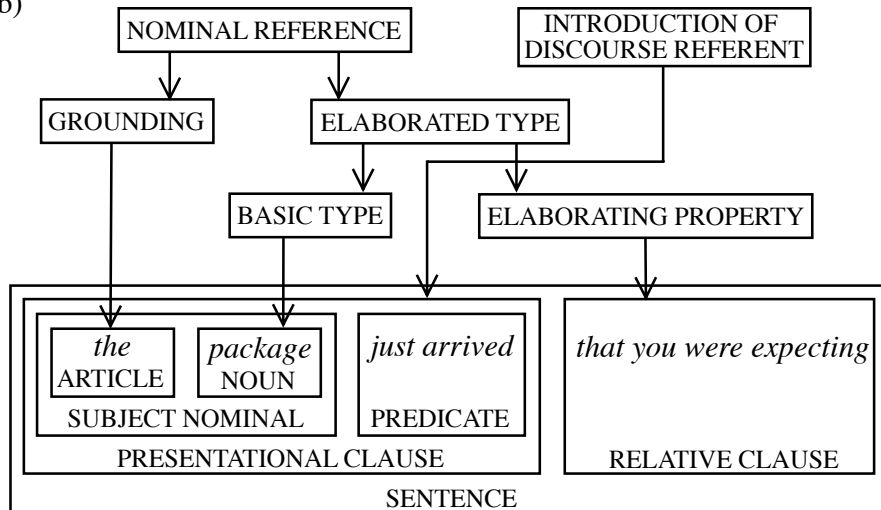 b)
NOMINAL REFERENCE
INTRODUCTION OF
DISCOURSE REFERENT
GROUNDING
ELABORATED TYPE
BASIC TYPE
ELABORATING PROPERTY
the
ARTICLE
package
NOUN
just arrived
that you were expecting
SUBJECT NOMINAL
PREDICATE
PRESENTATIONAL CLAUSE
RELATIVE CLAUSE
SENTENCE